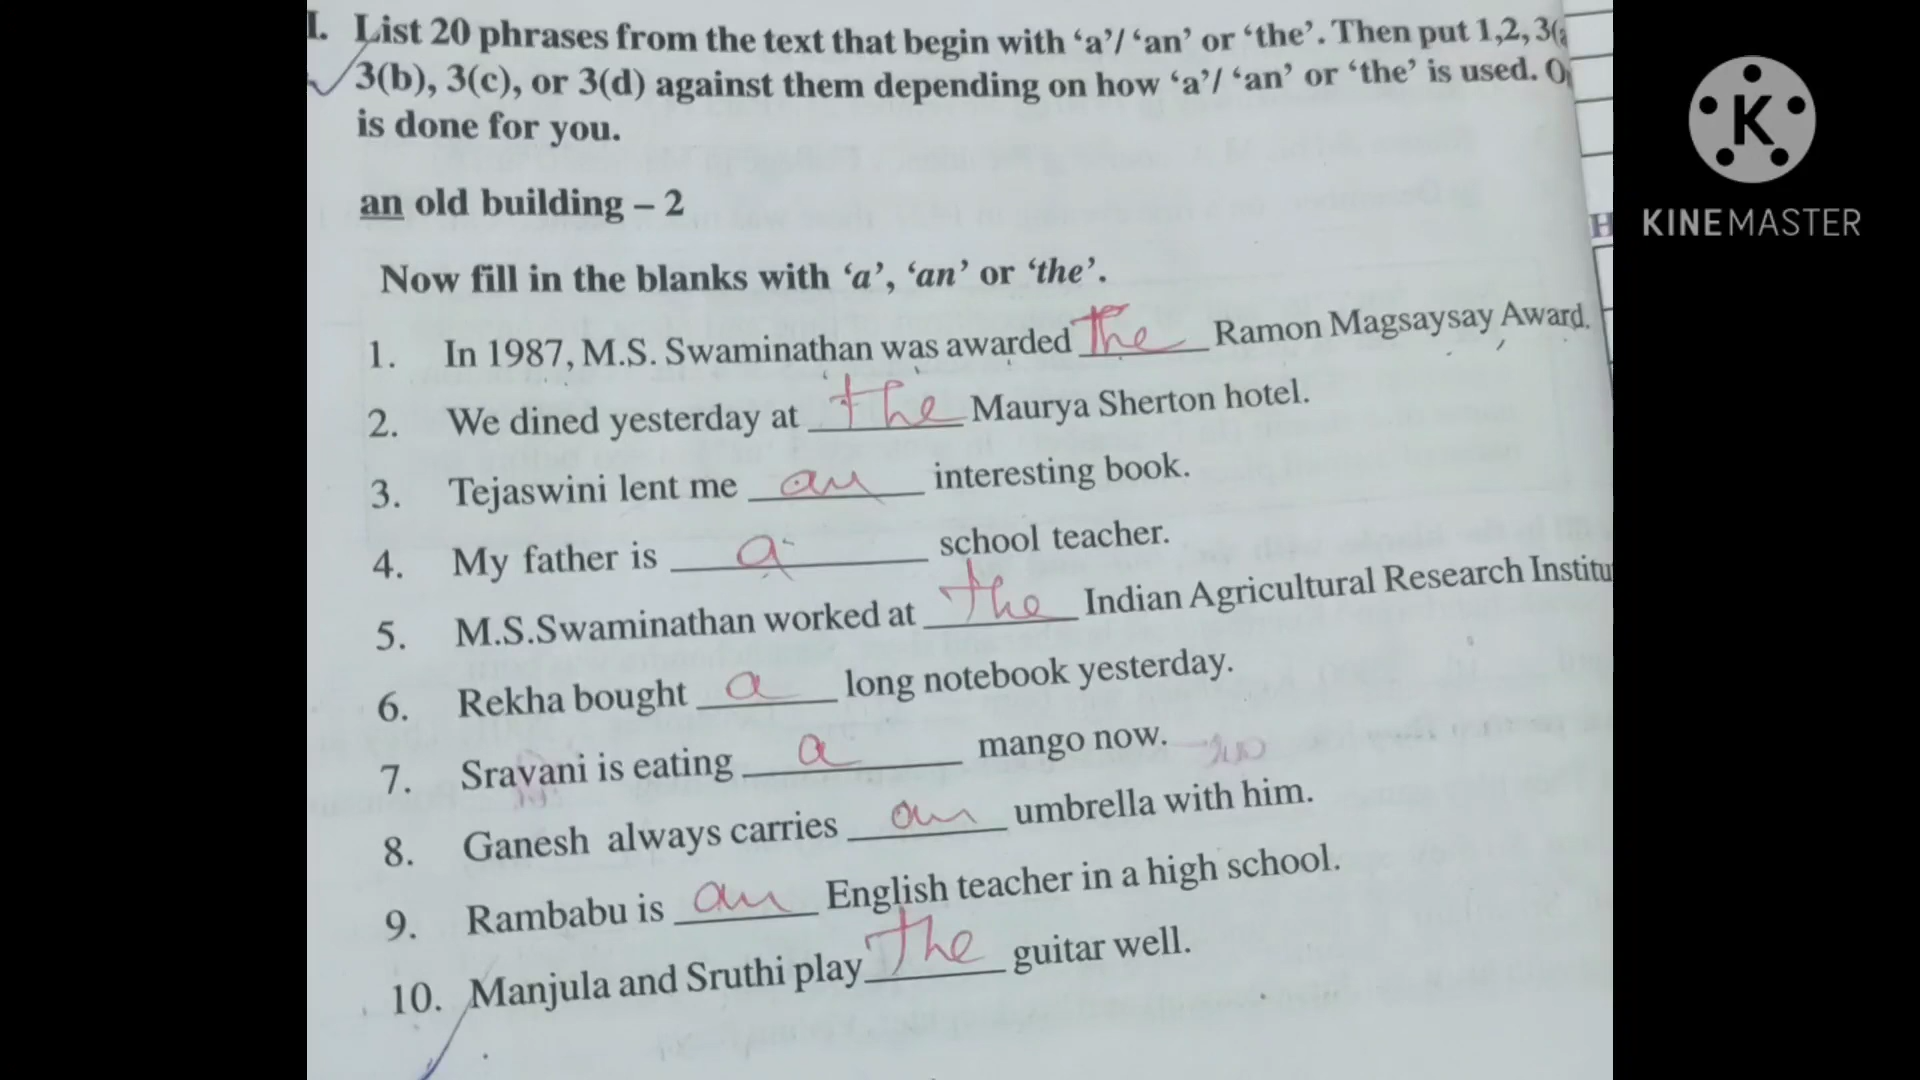 I. List 20 phrases from the text that begin with ‘a’/ ‘an’ or ‘the’. Then put 1,2, 3(
3(b), 3(c), or 3(d) against them depending on how ‘a’/ ‘an’ or ‘the’ is used. O
is done for you.
an old building – 2
Now fill in the blanks with ‘a’, ‘an’ or ‘the’.
1. In 1987, M.S. Swaminathan was awarded The Ramon Magsaysay Award.
2. We dined yesterday at the Maurya Sherton hotel.
3. Tejaswini lent me an interesting book.
4. My father is a school teacher.
5. M.S.Swaminathan worked at the Indian Agricultural Research Institu
6. Rekha bought a long notebook yesterday.
7. Sravani is eating a mango now.
8. Ganesh always carries an umbrella with him.
9. Rambabu is an English teacher in a high school.
10. Manjula and Sruthi play The guitar well.
H
K
KINEMASTER